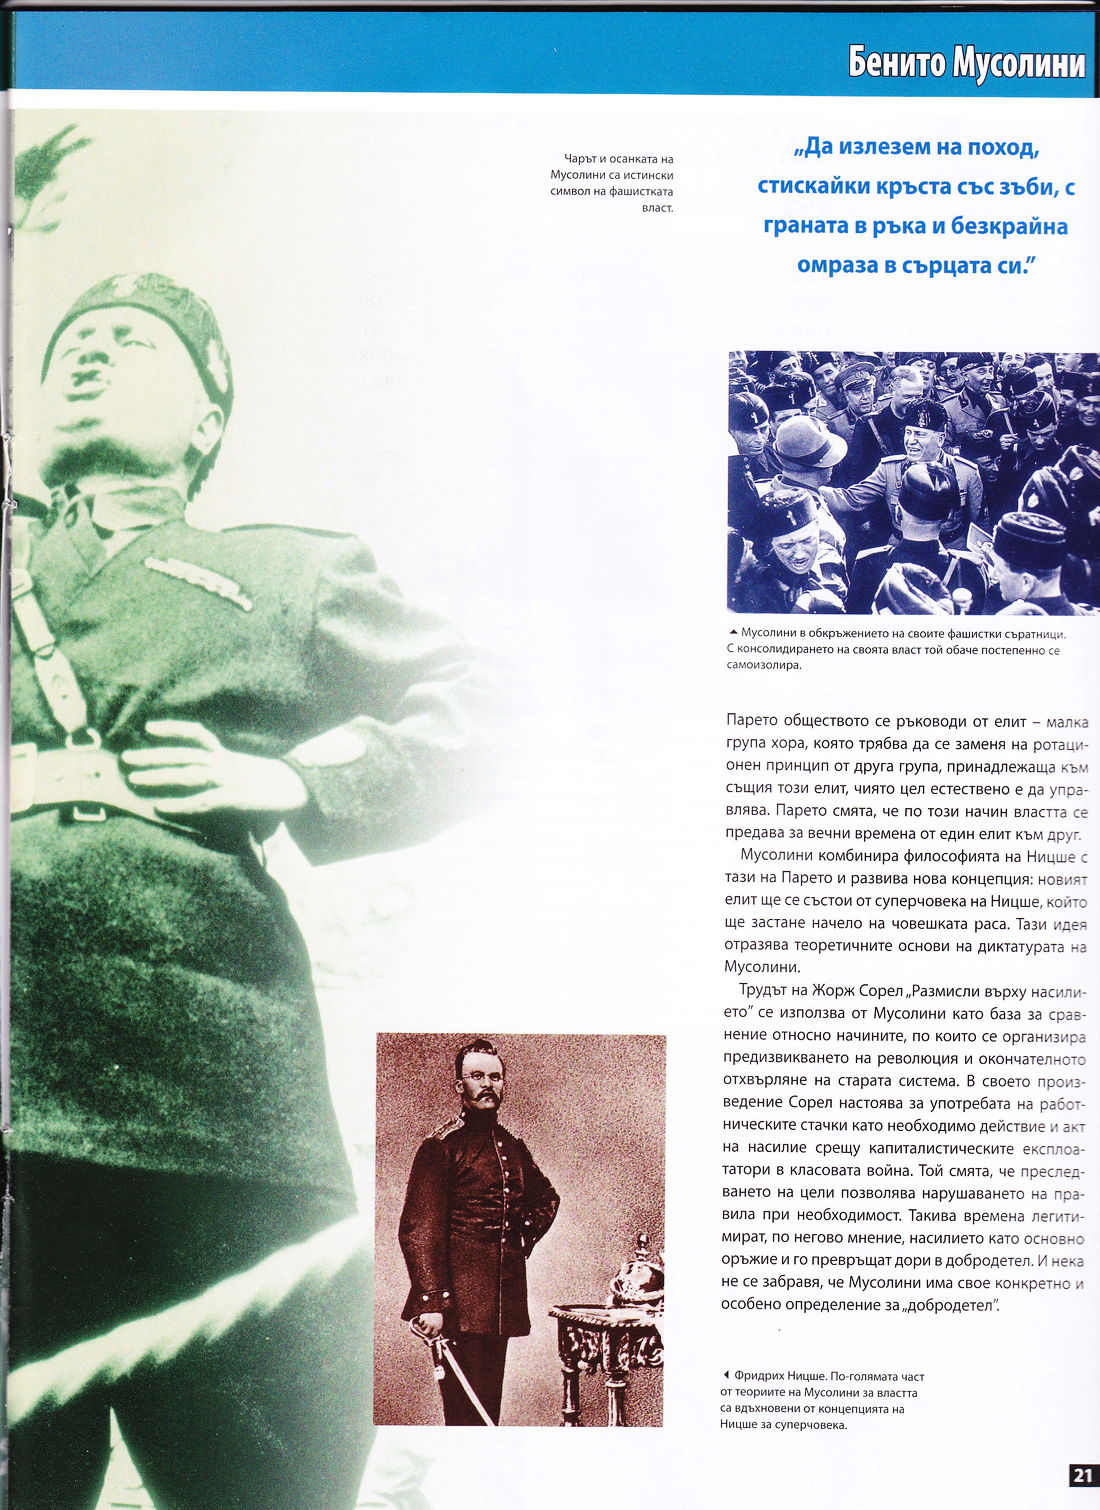 Бенито Мусолини
Чарът и осанката на
Мусолини са истински
символ на фашистката
власт.
„Да излезем на поход,
стискайки кръста със зъби, с
граната в ръка и безкрайна
омраза в сърцата си.”
Мусолини в обкръжението на своите фашистки съратници.
С консолидирането на своята власт той обаче постепенно се
самоизолира.
Парето обществото се ръководи от елит – малка
група хора, която трябва да се заменя на ротаци-
онен принцип от друга група, принадлежаща към
същия този елит, чиято цел естествено е да упра-
влява. Парето смята, че по този начин властта се
предава за вечни времена от един елит към друг.
Мусолини комбинира философията на Ницше с
тази на Парето и развива нова концепция: новият
елит ще се състои от суперчовека на Ницше, който
ще застане начело на човешката раса. Тази идея
отразява теоретичните основи на диктатурата на
Мусолини.
Трудът на Жорж Сорел „Размисли върху насили-
ето” се използва от Мусолини като база за срав-
нение относно начините, по които се организира
предизвикването на революция и окончателното
отхвърляне на старата система. В своето произ-
ведение Сорел настоява за употребата на работ-
ническите стачки като необходимо действие и акт
на насилие срещу капиталистическите експлоа-
татори в класовата война. Той смята, че преслед-
ването на цели позволява нарушаването на пра-
вила при необходимост. Такива времена легити-
мират, по негово мнение, насилието като основно
оръжие и го превръщат дори в добродетел. И нека
не се забравя, че Мусолини има свое конкретно и
особено определение за „добродетел”.
Фридрих Ницше. По-голямата част
от теориите на Мусолини за властта
са вдъхновени от концепцията на
Ницше за суперчовека.
21